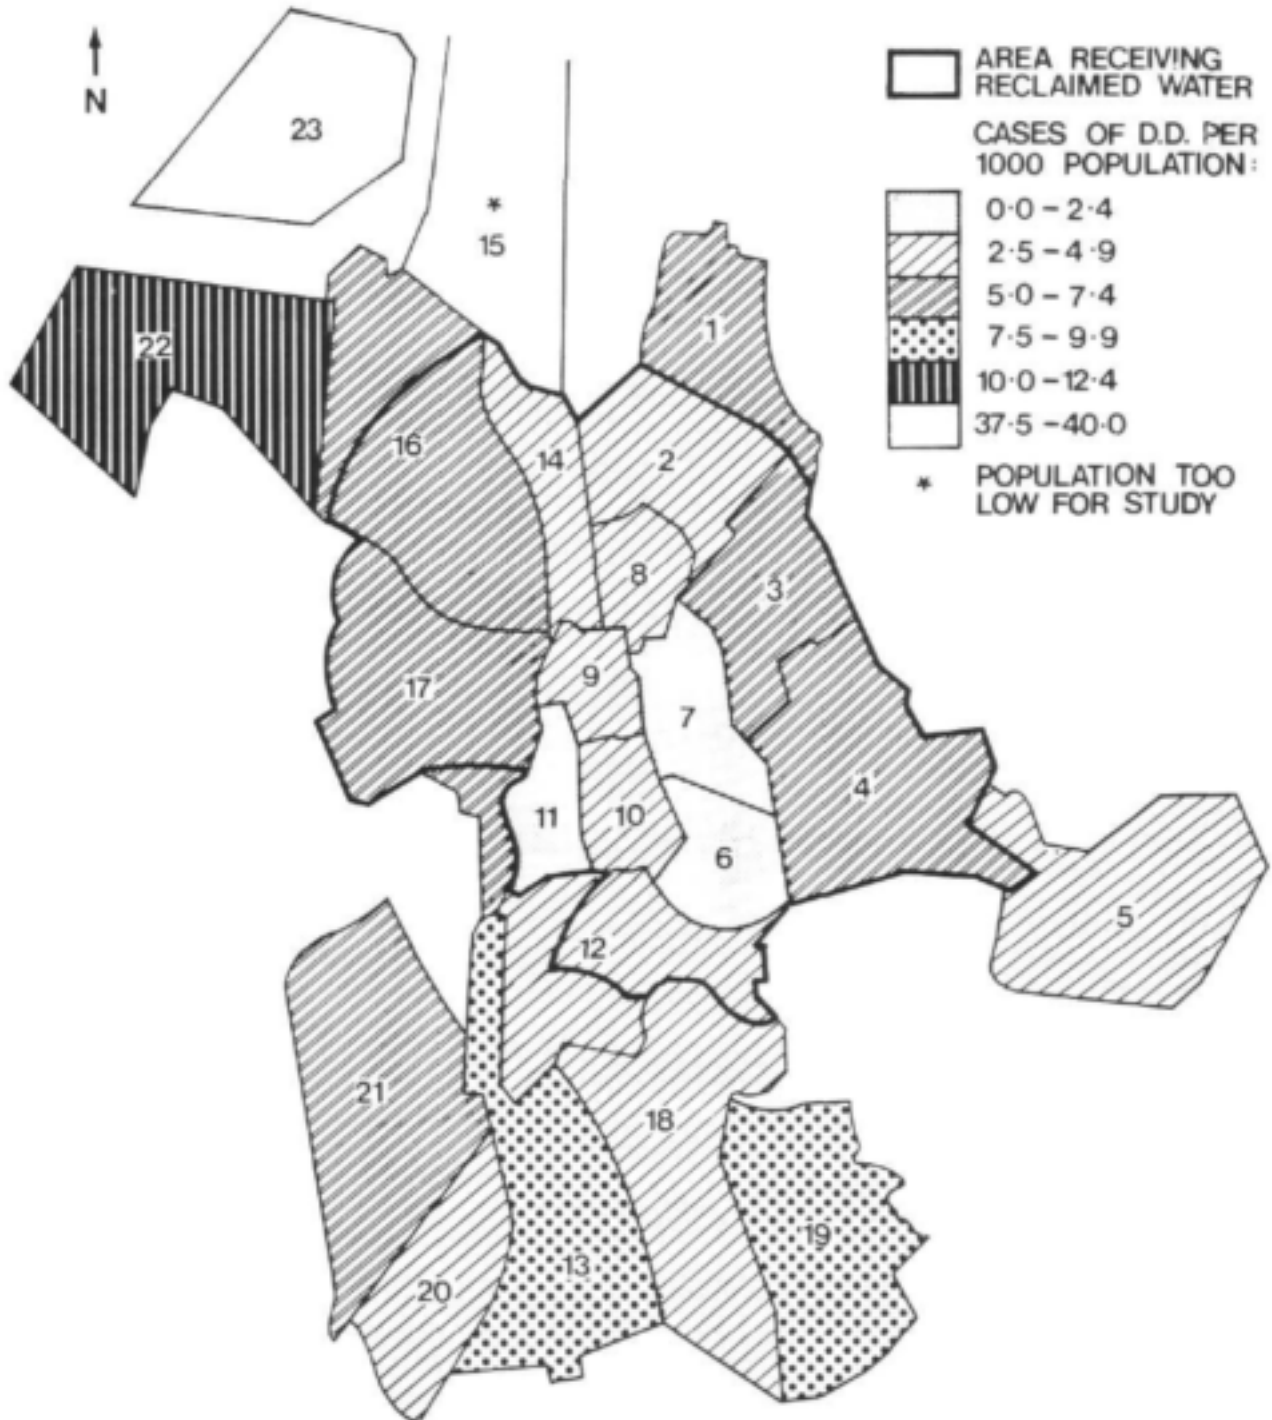 N
AREA RECEIVING
RECLAIMED WATER
CASES OF D.D. PER
1000 POPULATION:
0·0 – 2·4
2·5 – 4·9
5·0 – 7·4
7·5 – 9·9
10·0 – 12·4
37·5 – 40·0
* POPULATION TOO
LOW FOR STUDY
23
*
15
1
22
16
14
2
8
3
9
17
7
4
11
10
6
5
12
21
18
19
13
20